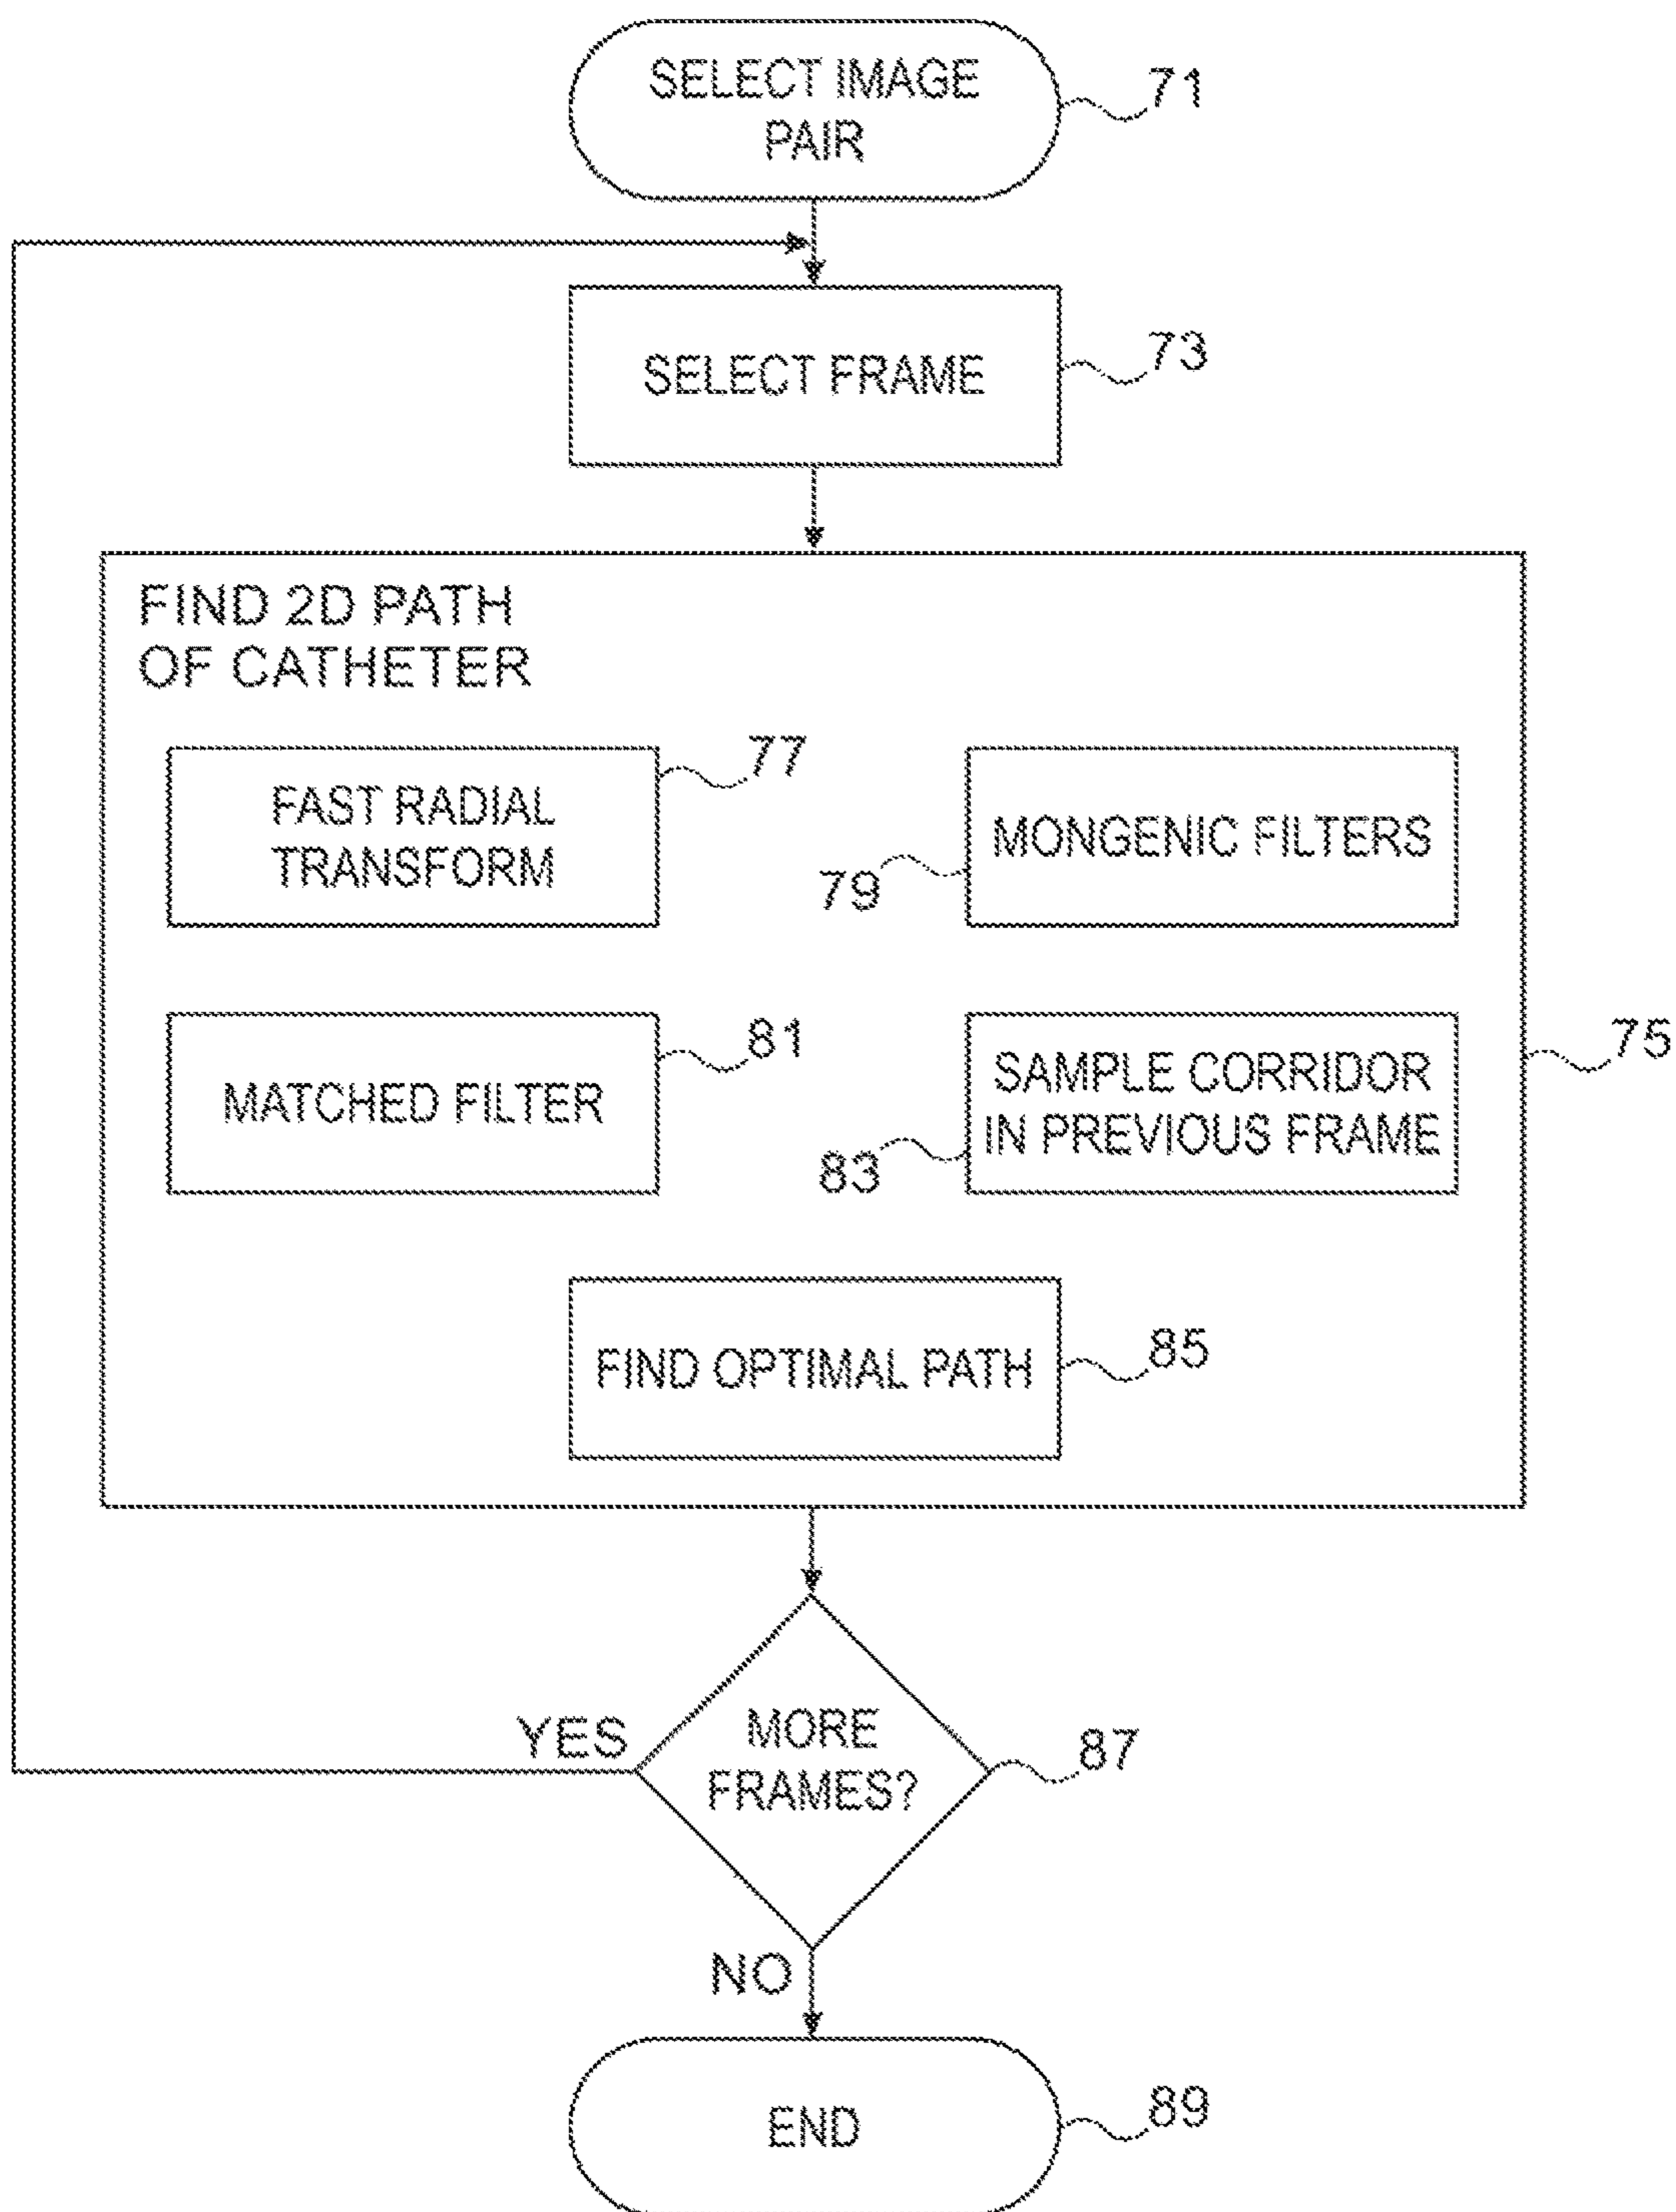 SELECT IMAGE
PAIR
71
SELECT FRAME
73
FIND 2D PATH
OF CATHETER
FAST RADIAL
TRANSFORM
77
MONGENIC FILTERS
79
MATCHED FILTER
81
SAMPLE CORRIDOR
IN PREVIOUS FRAME
83
75
FIND OPTIMAL PATH
85
YES
MORE
FRAMES?
87
NO
END
89